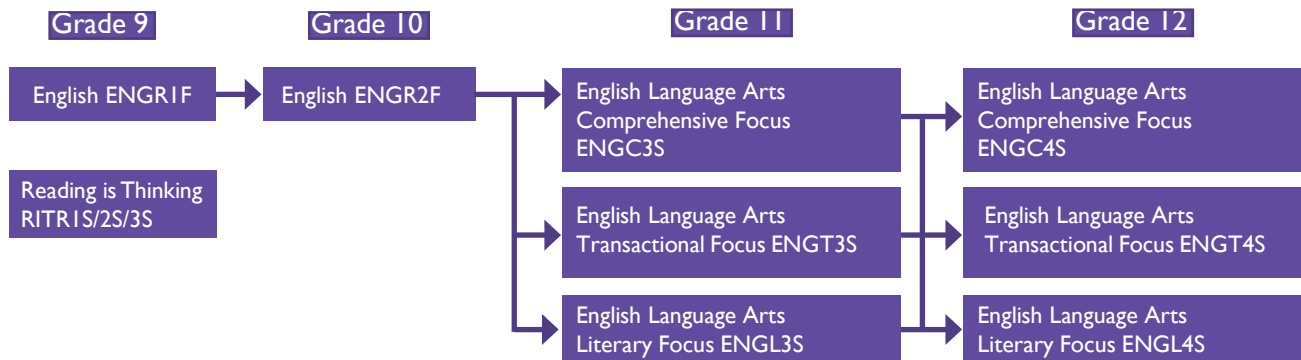 Grade 9
Grade 10
Grade 11
Grade 12
English ENGR1F
English ENGR2F
English Language Arts
Comprehensive Focus
ENGC3S
English Language Arts
Comprehensive Focus
ENGC4S
Reading is Thinking
RITR1S/2S/3S
English Language Arts
Transactional Focus ENGT3S
English Language Arts
Transactional Focus ENGT4S
English Language Arts
Literary Focus ENGL3S
English Language Arts
Literary Focus ENGL4S